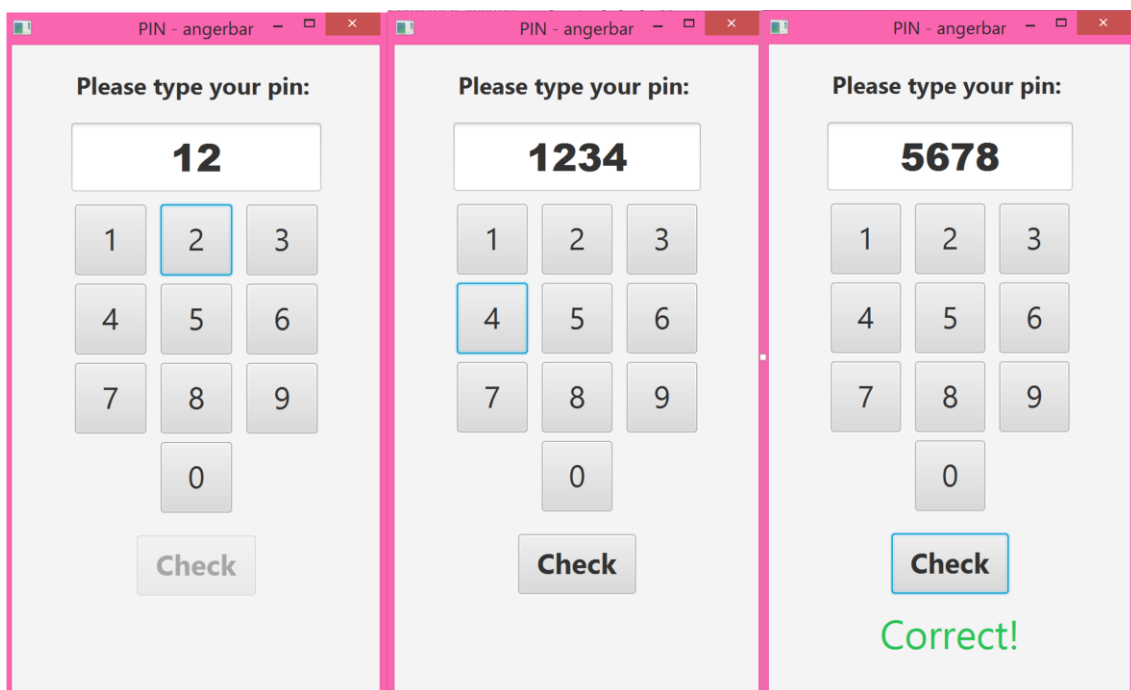 PIN - angerbar
Please type your pin:
12
1 2 3
4 5 6
7 8 9
0
Check
PIN - angerbar
Please type your pin:
1234
1 2 3
4 5 6
7 8 9
0
Check
PIN - angerbar
Please type your pin:
5678
1 2 3
4 5 6
7 8 9
0
Check
Correct!